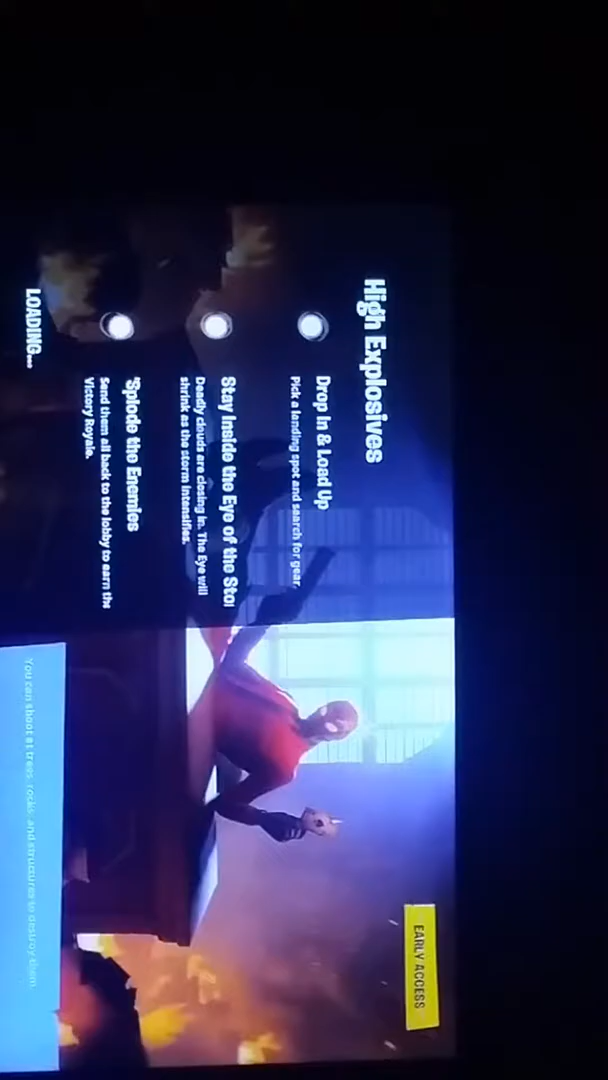 High Explosives
EARLY ACCESS
Drop In & Load Up
Pick a landing spot and search for gear.
Stay Inside the Eye of the Sto
Deadly clouds are closing in. The Eye will
shrink as the storm intensifies.
'Splode the Enemies
Send them all back to the lobby to earn the
Victory Royale.
LOADING...
You can shoot at trees, rocks, and structures to destroy them.